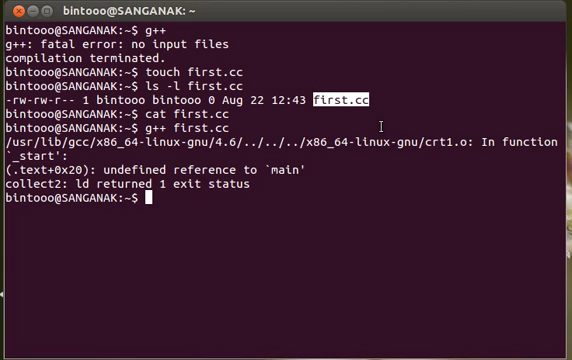 bintooo@SANGANAK: ~
bintooo@SANGANAK:~$ g++
g++: fatal error: no input files
compilation terminated.
bintooo@SANGANAK:~$ touch first.cc
bintooo@SANGANAK:~$ ls -l first.cc
-rw-rw-r-- 1 bintooo bintooo 0 Aug 22 12:43 first.cc
bintooo@SANGANAK:~$ cat first.cc
bintooo@SANGANAK:~$ g++ first.cc
/usr/lib/gcc/x86_64-linux-gnu/4.6/../../../x86_64-linux-gnu/crt1.o: In function
`_start':
(.text+0x20): undefined reference to `main'
collect2: ld returned 1 exit status
bintooo@SANGANAK:~$